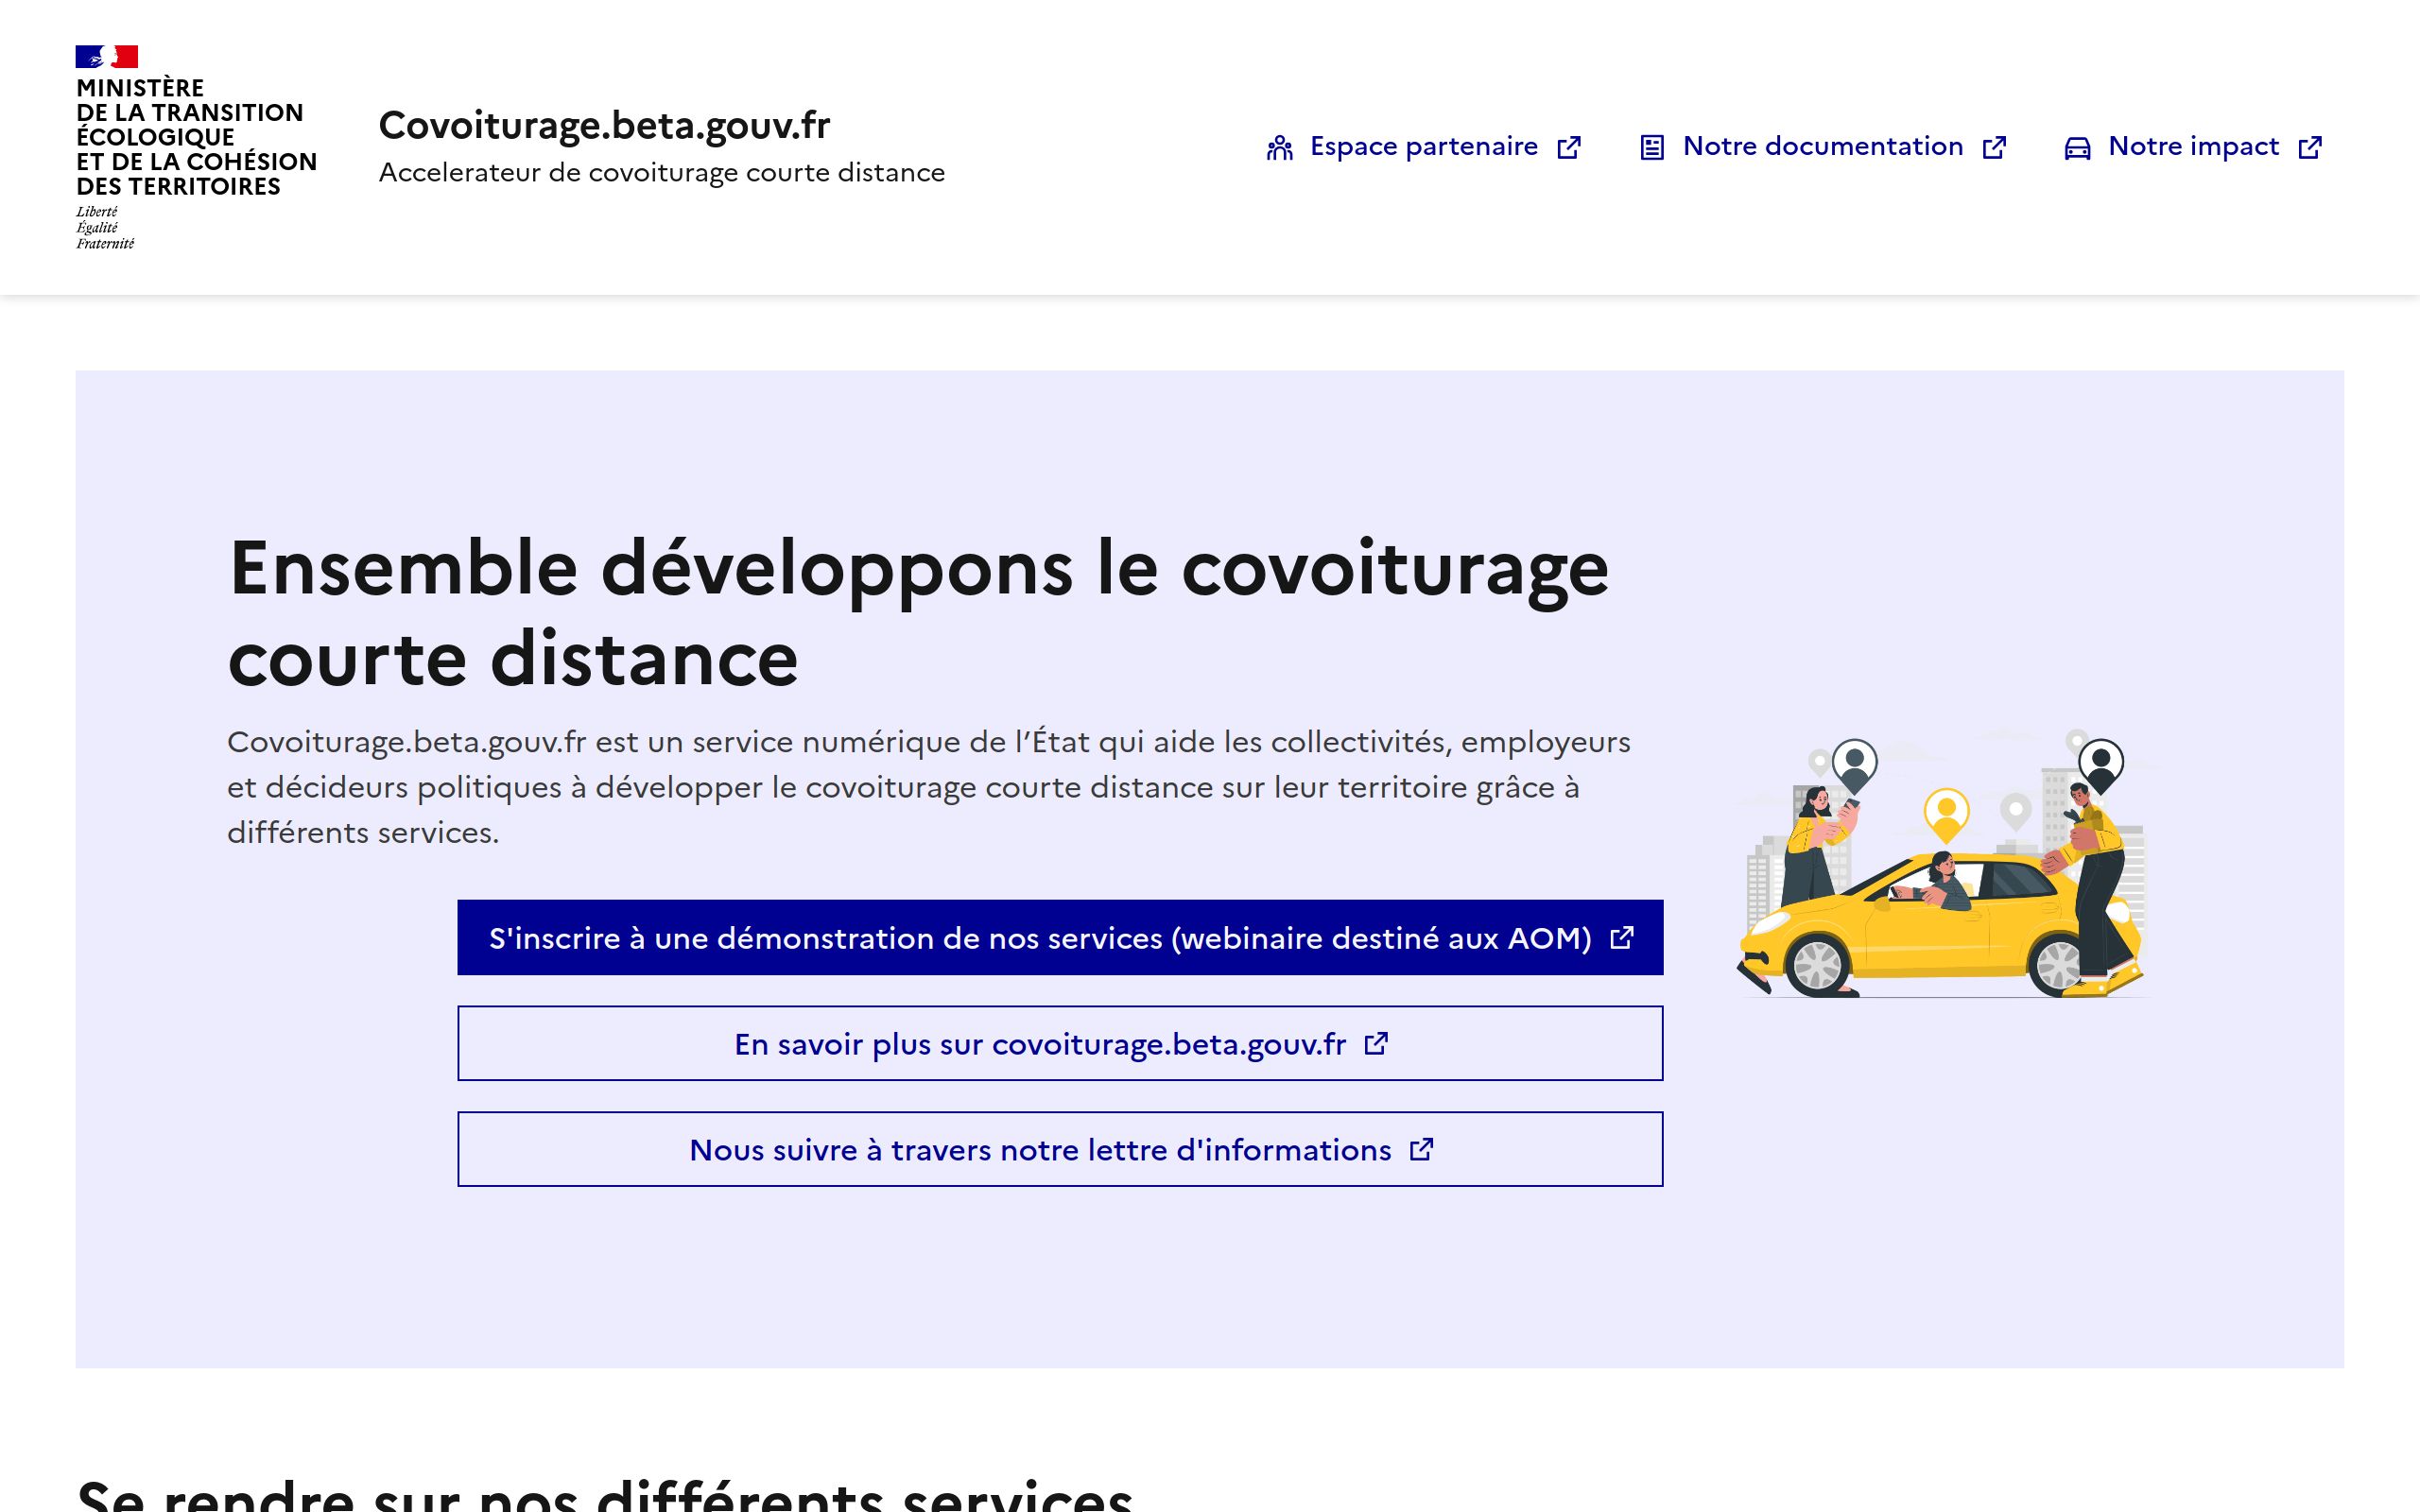 MINISTÈRE
DE LA TRANSITION
ÉCOLOGIQUE
ET DE LA COHÉSION
DES TERRITOIRES
Liberté
Égalité
Fraternité
Covoiturage.beta.gouv.fr
Accelerateur de covoiturage courte distance
Espace partenaire
Notre documentation
Notre impact
Ensemble développons le covoiturage
courte distance
Covoiturage.beta.gouv.fr est un service numérique de l’État qui aide les collectivités, employeurs
et décideurs politiques à développer le covoiturage courte distance sur leur territoire grâce à
différents services.
S'inscrire à une démonstration de nos services (webinaire destiné aux AOM)
En savoir plus sur covoiturage.beta.gouv.fr
Nous suivre à travers notre lettre d'informations
Se rendre sur nos différents services